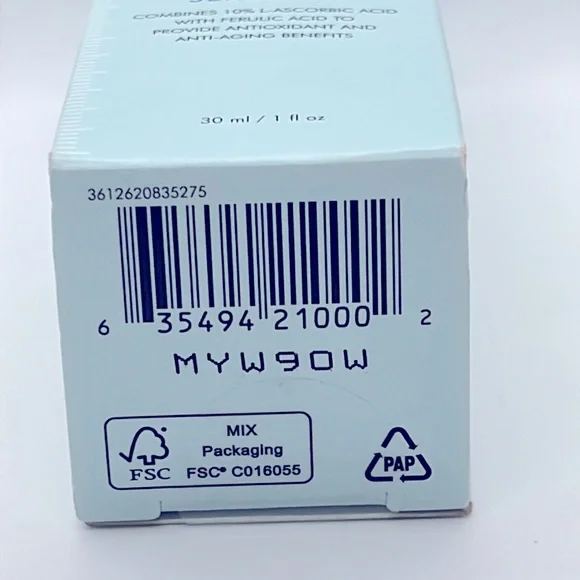 COMBINES 10% L-ASCORBIC ACID
WITH FERULIC ACID TO
PROVIDE ANTIOXIDANT AND
ANTI-AGING BENEFITS
30 ml / 1 fl oz
3612620835275
6 35494 21000 2
MYW90W
MIX
Packaging
FSC FSC® C016055
PAP